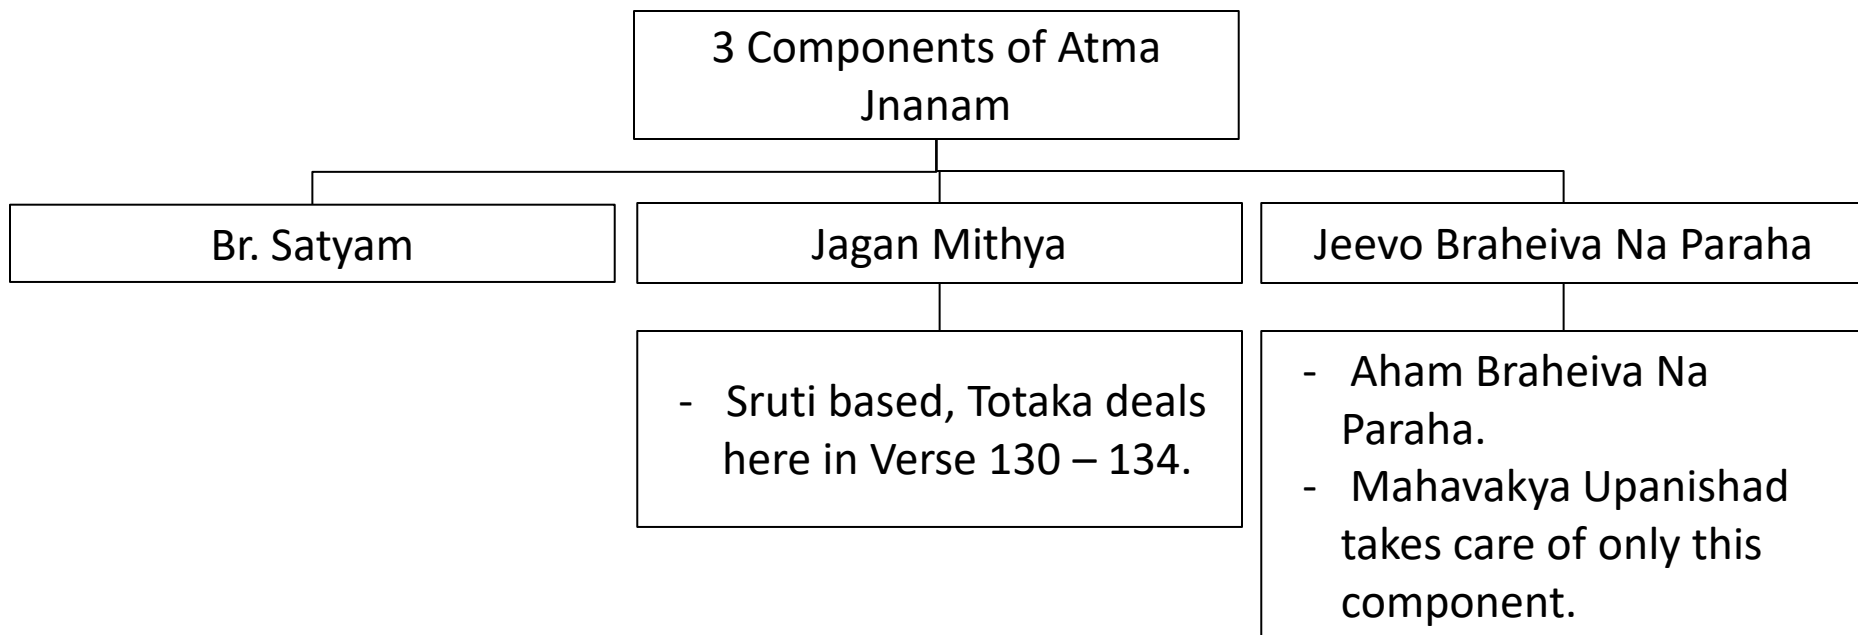 3 Components of Atma
Jnanam
Br. Satyam
Jagan Mithya
Jeevo Braheiva Na Paraha
- Sruti based, Totaka deals
here in Verse 130 – 134.
- Aham Braheiva Na
Paraha.
- Mahavakya Upanishad
takes care of only this
component.